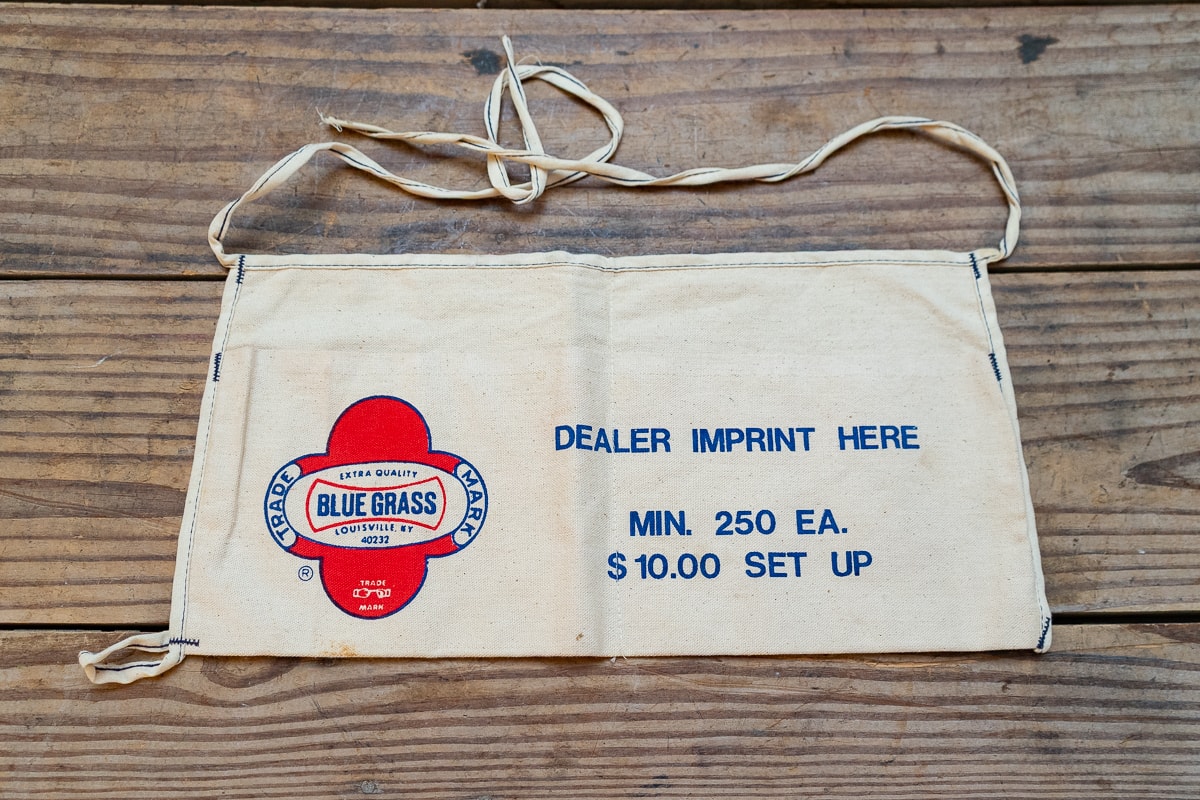 EXTRA QUALITY
TRADE BLUE GRASS MARK
LOUISVILLE, KY
40232
®
TRADE
MARK
DEALER IMPRINT HERE
MIN. 250 EA.
$10.00 SET UP